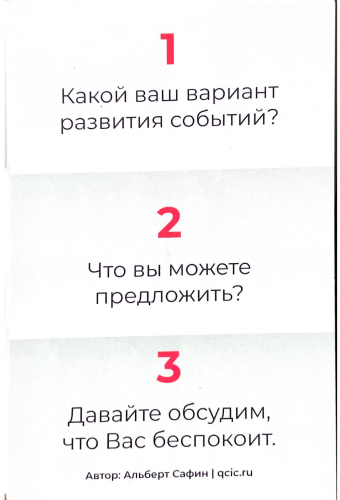 1
Какой ваш вариант
развития событий?
2
Что вы можете
предложить?
3
Давайте обсудим,
что Вас беспокоит.
Автор: Альберт Сафин | qcic.ru